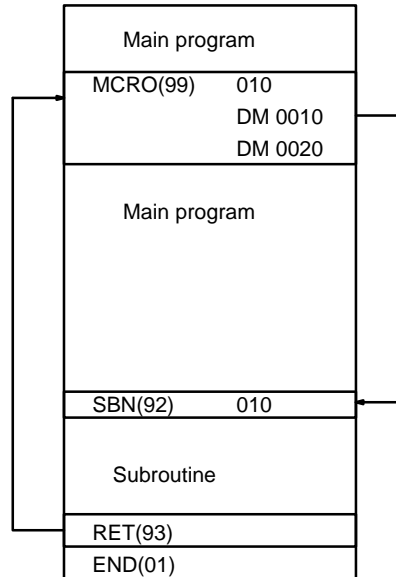 Main program
MCRO(99) 010
DM 0010
DM 0020
Main program
SBN(92) 010
Subroutine
RET(93)
END(01)